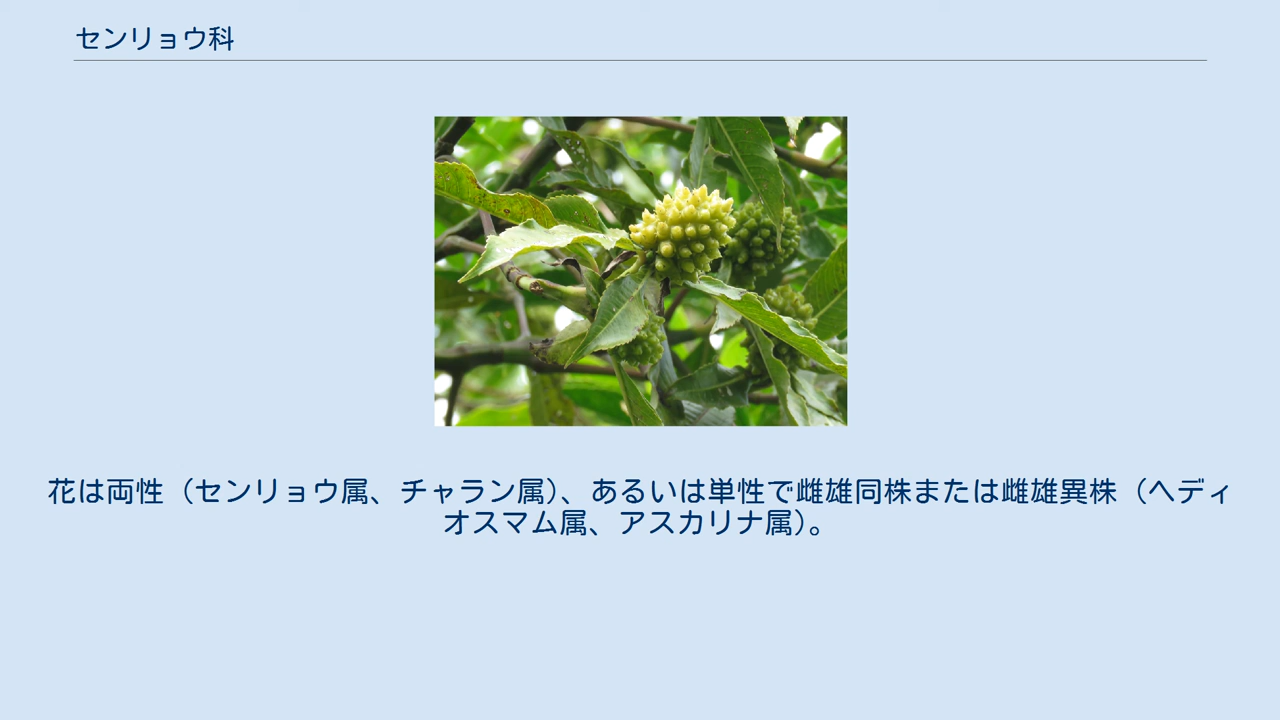 センリョウ科
花は両性（センリョウ属、チャラン属）、あるいは単性で雌雄同株または雌雄異株（ヘディ
オスマム属、アスカリナ属）。